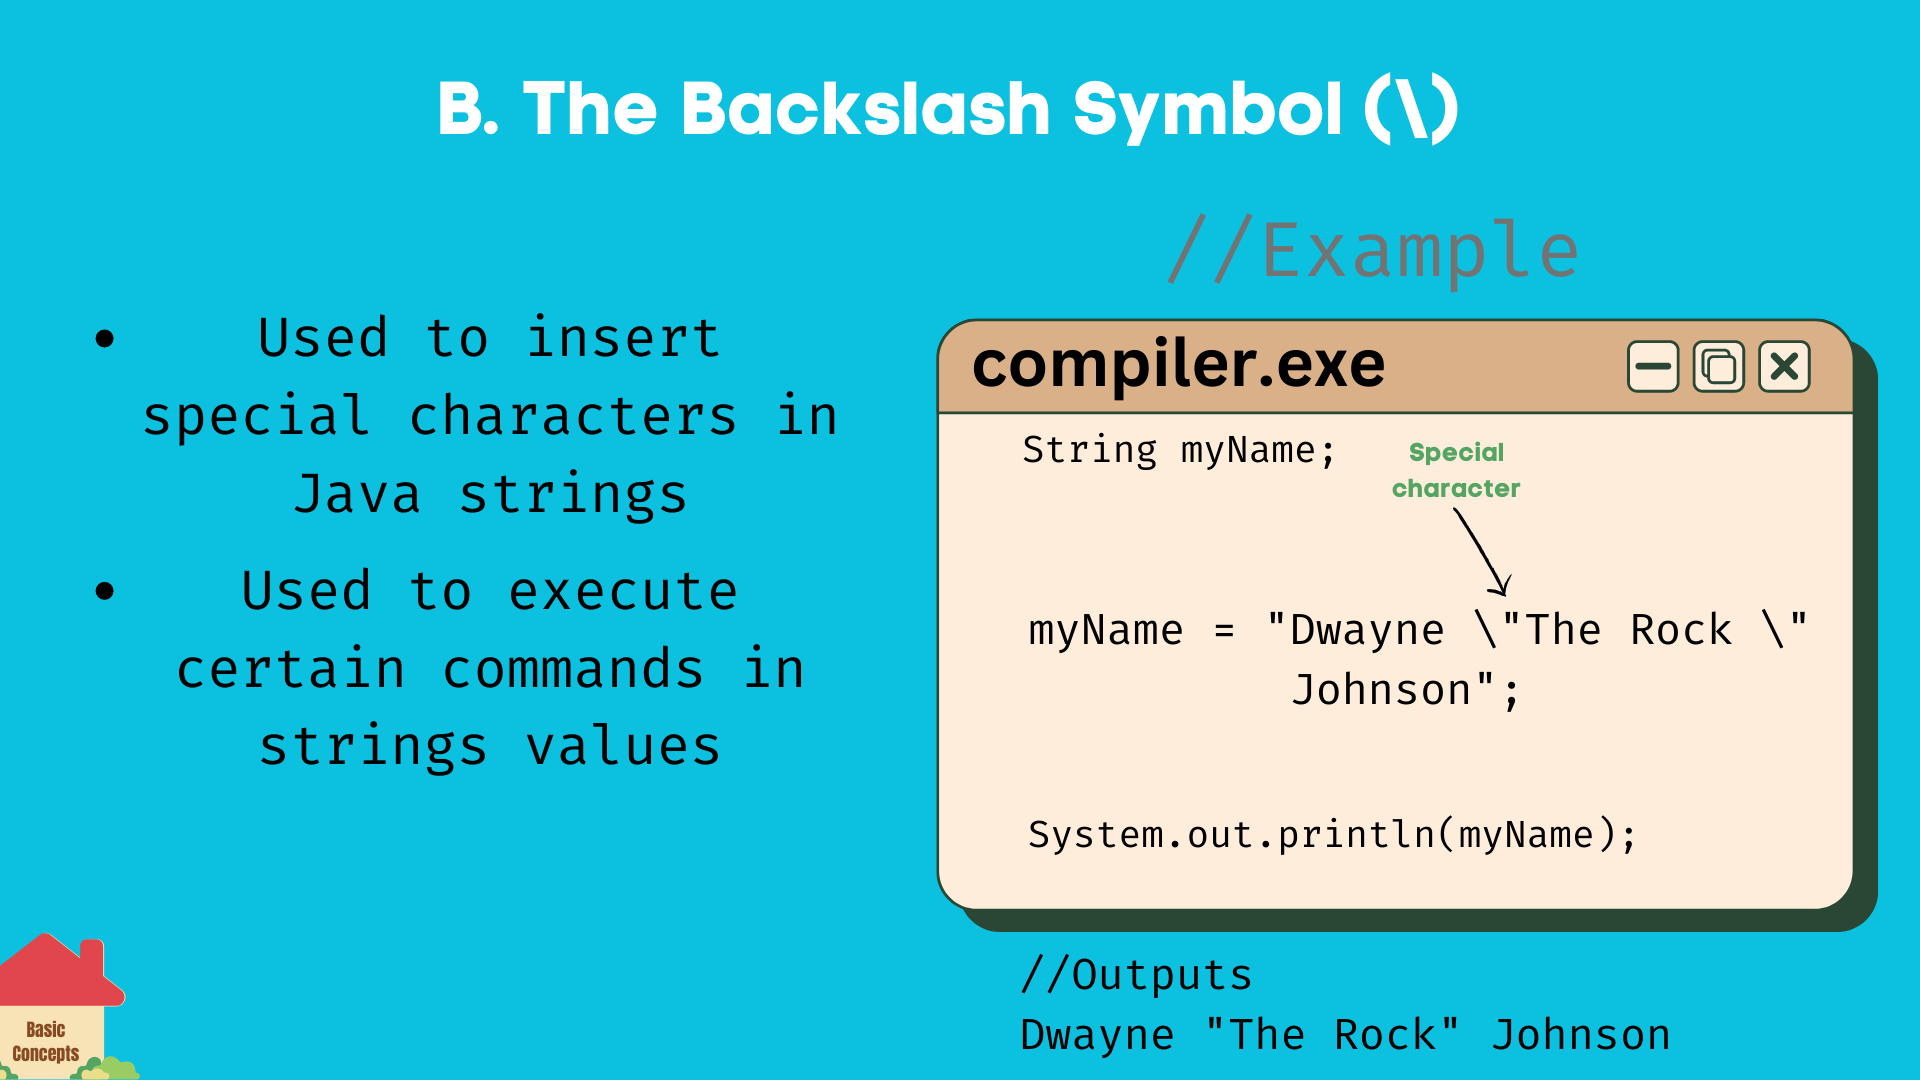 B. The Backslash Symbol (\)
• Used to insert
special characters in
Java strings
• Used to execute
certain commands in
strings values
//Example
compiler.exe
String myName;
Special
character
myName = "Dwayne \"The Rock \"
Johnson";
System.out.println(myName);
//Outputs
Dwayne "The Rock" Johnson
Basic
Concepts